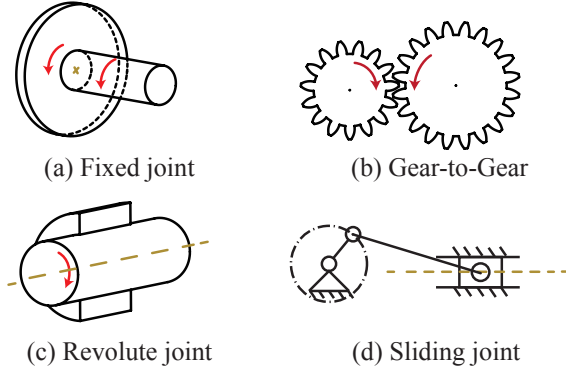 (a) Fixed joint
(b) Gear-to-Gear
(c) Revolute joint
(d) Sliding joint